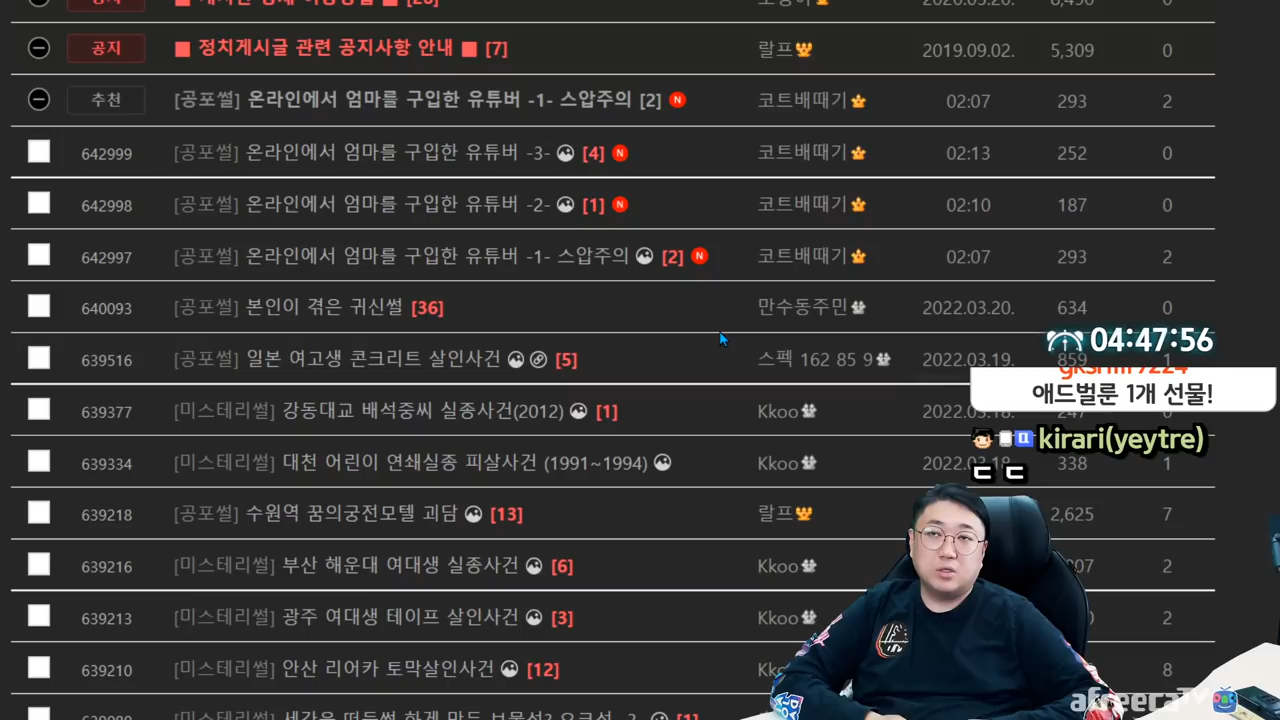 공지 ■ 정치게시글 관련 공지사항 안내 ■ [7] 랄프 2019.09.02. 5,309 0
추천 [공포썰] 온라인에서 엄마를 구입한 유튜버 -1- 스압주의 [2] N 코트배때기 02:07 293 2
642999 [공포썰] 온라인에서 엄마를 구입한 유튜버 -3- [4] N 코트배때기 02:13 252 0
642998 [공포썰] 온라인에서 엄마를 구입한 유튜버 -2- [1] N 코트배때기 02:10 187 0
642997 [공포썰] 온라인에서 엄마를 구입한 유튜버 -1- 스압주의 [2] N 코트배때기 02:07 293 2
640093 [공포썰] 본인이 겪은 귀신썰 [36] 만수동주민 2022.03.20. 634 0
04:47:56
639516 [공포썰] 일본 여고생 콘크리트 살인사건 [5] 스펙 162 85 9 2022.03.19. 859 1
애드벌룬 1개 선물!
639377 [미스테리썰] 강동대교 배석중씨 실종사건(2012) [1] Kkoo 2022.03.18. 247 0
kirari(yeytre)
ㄷ ㄷ
639334 [미스테리썰] 대천 어린이 연쇄실종 피살사건 (1991~1994) Kkoo 2022.03.18 338 1
639218 [공포썰] 수원역 꿈의궁전모텔 괴담 [13] 랄프 2,625 7
639216 [미스테리썰] 부산 해운대 여대생 실종사건 [6] Kkoo 2
639213 [미스테리썰] 광주 여대생 테이프 살인사건 [3] Kkoo 2
639210 [미스테리썰] 안산 리어카 토막살인사건 [12] 8
afreecaTV